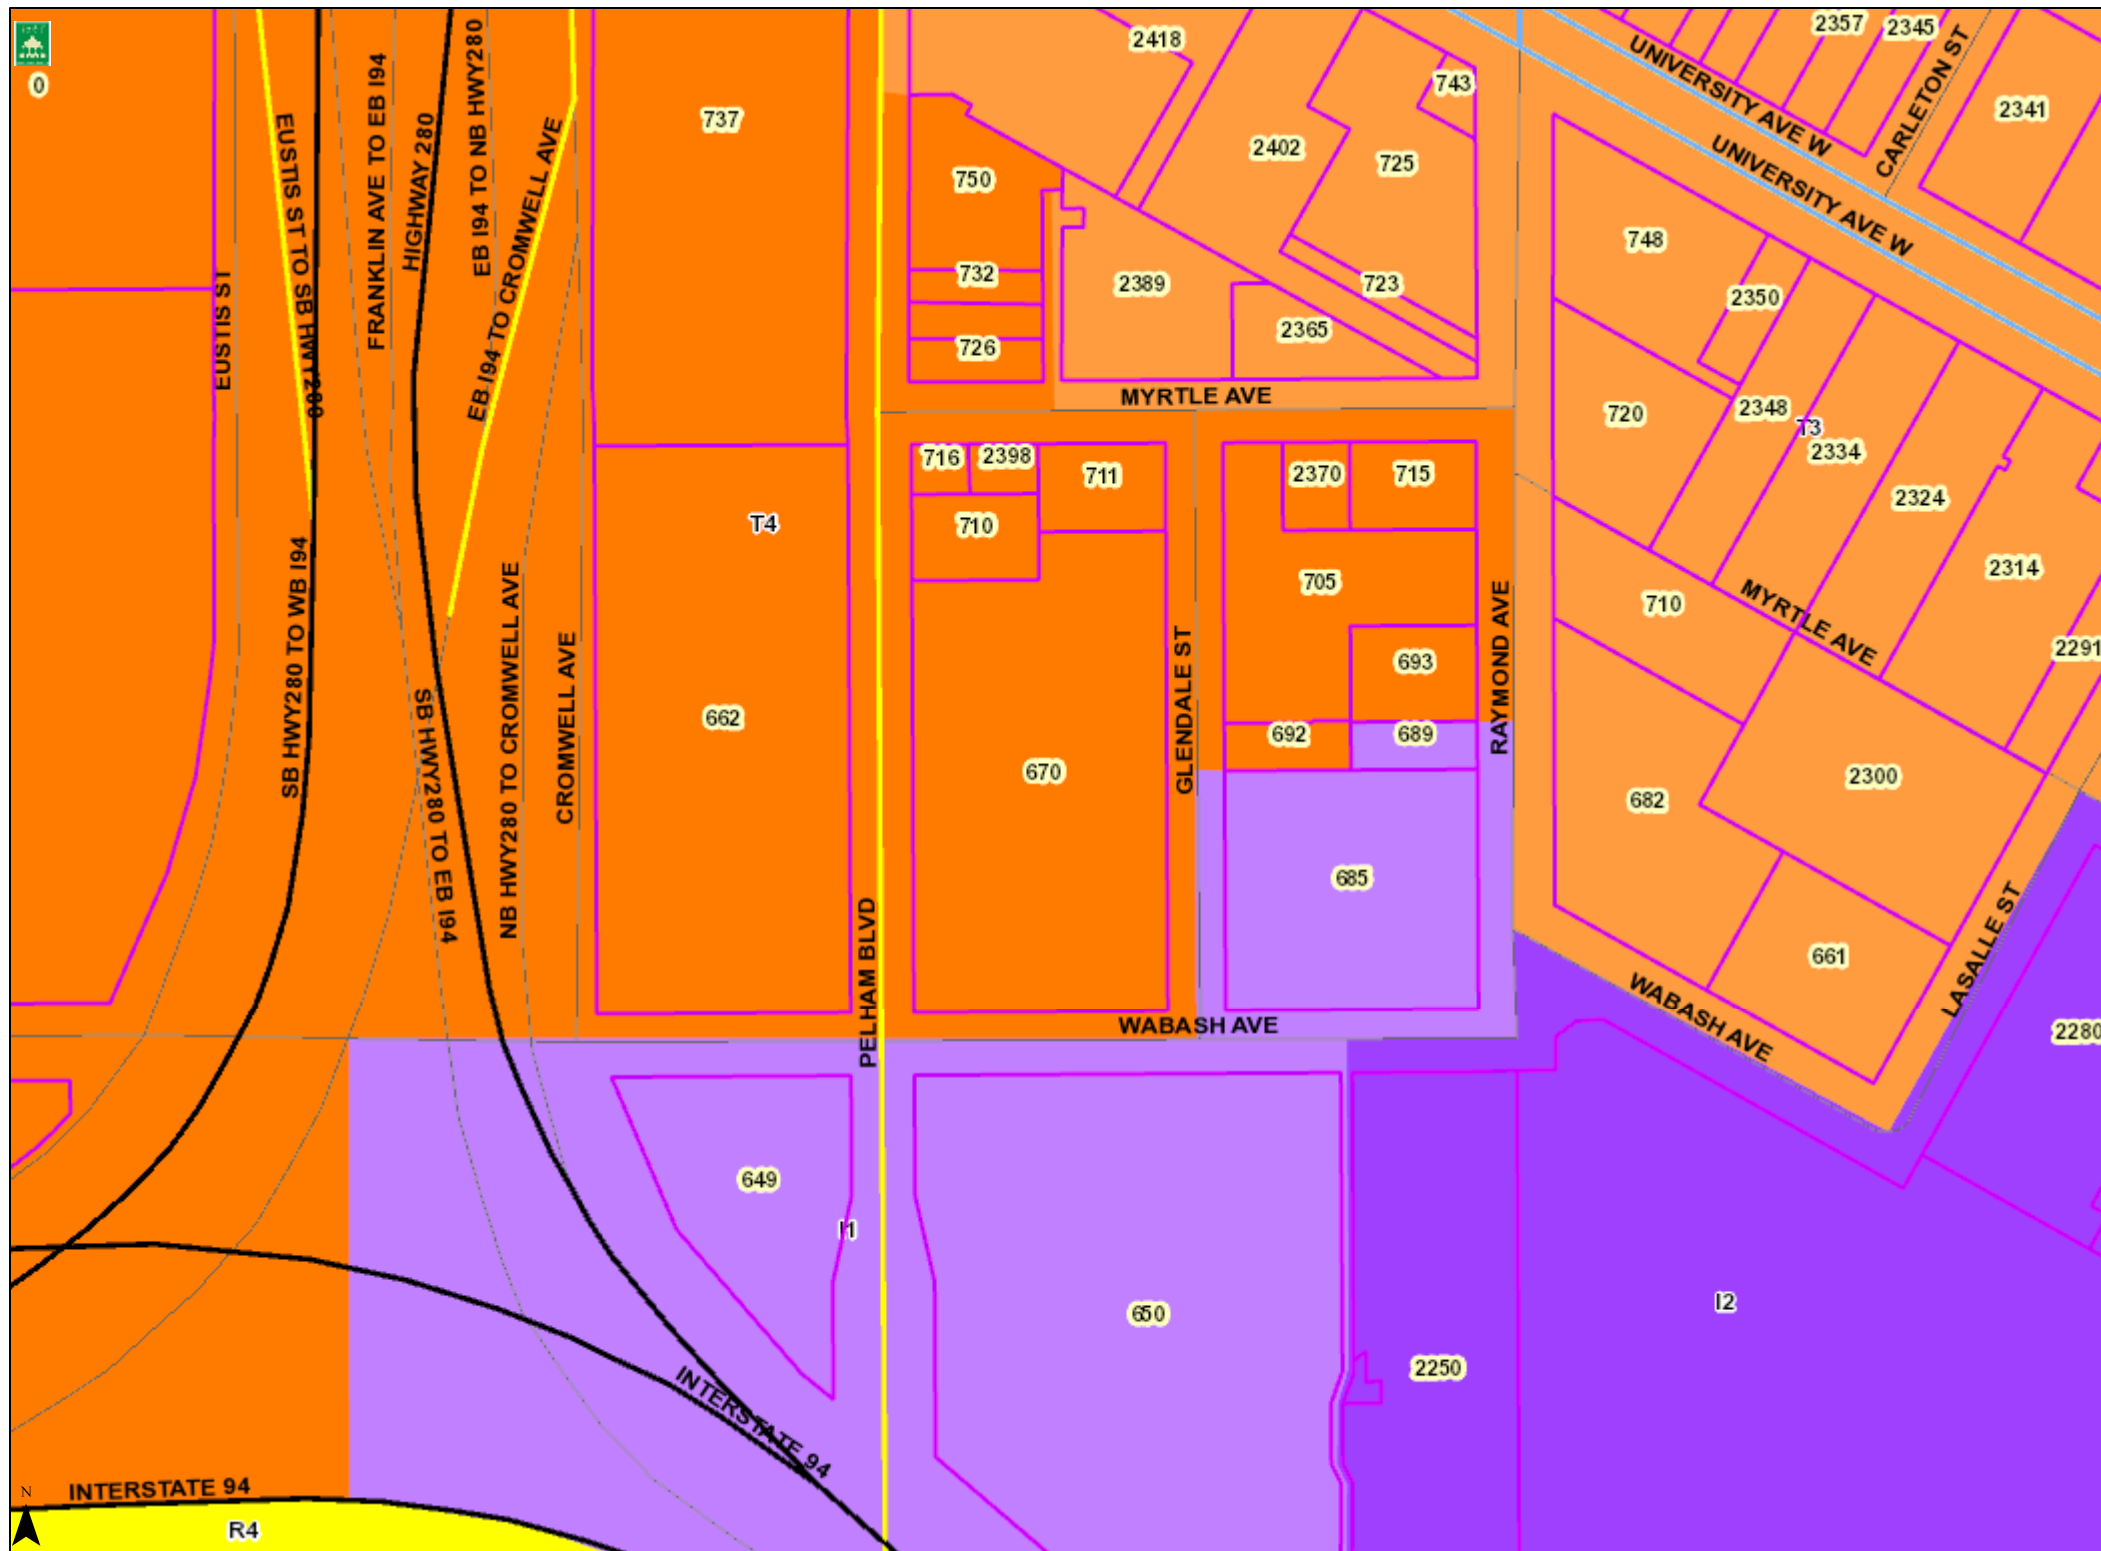 0
EUSTIS ST TO SB HWY280
FRANKLIN AVE TO EB I94
HIGHWAY 280
EB I94 TO NB HWY280
EB I94 TO CROMWELL AVE
EUSTIS ST
737
2418
743
2402
725
750
732
2389
723
2365
726
MYRTLE AVE
2357
2345
CARLETON ST
UNIVERSITY AVE W
2341
UNIVERSITY AVE W
748
2350
720
2348
T3
2334
2324
2314
710
MYRTLE AVE
2291
716
2398
711
2370
715
T4
710
705
693
RAYMOND AVE
GLENDALE ST
692
689
662
670
685
SB HWY280 TO WB I94
SB HWY280 TO EB I94
NB HWY280 TO CROMWELL AVE
CROMWELL AVE
PELHAM BLVD
WABASH AVE
682
2300
661
LASALLE ST
WABASH AVE
2280
649
I1
650
2250
I2
INTERSTATE 94
INTERSTATE 94
N
R4